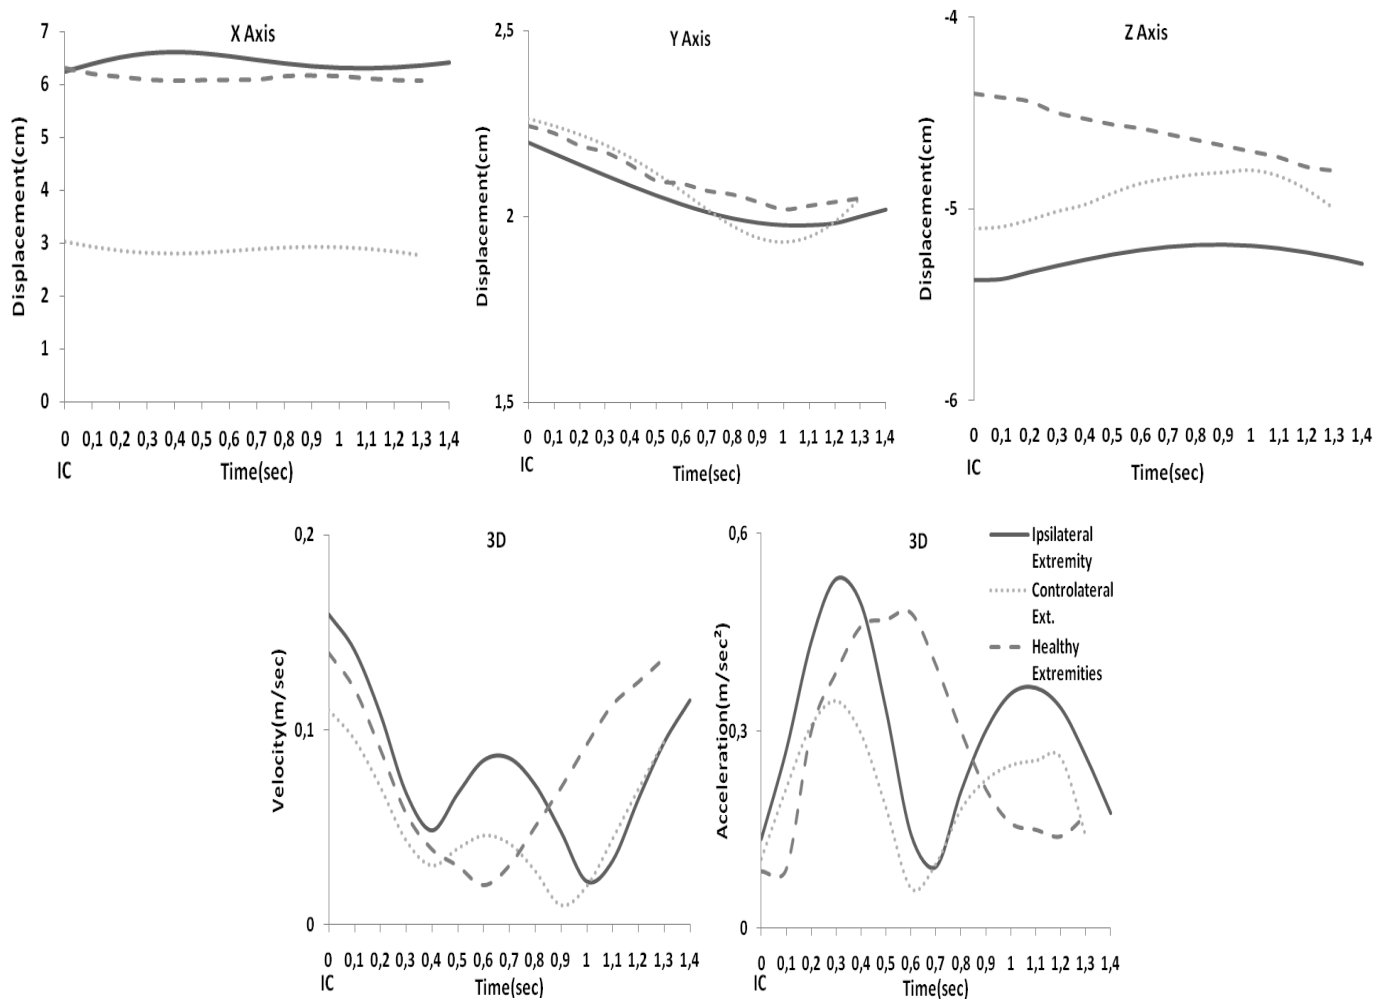 X Axis
Displacement(cm)
7
6
5
4
3
2
1
0
0 0,1 0,2 0,3 0,4 0,5 0,6 0,7 0,8 0,9 1 1,1 1,2 1,3 1,4
IC
Time(sec)
Y Axis
Displacement(cm)
2,5
2
1,5
0 0,1 0,2 0,3 0,4 0,5 0,6 0,7 0,8 0,9 1 1,1 1,2 1,3 1,4
IC
Time(sec)
Z Axis
Displacement(cm)
-4
-5
-6
0 0,1 0,2 0,3 0,4 0,5 0,6 0,7 0,8 0,9 1 1,1 1,2 1,3 1,4
IC
Time(sec)
3D
Velocity(m/sec)
0,2
0,1
0
0 0,1 0,2 0,3 0,4 0,5 0,6 0,7 0,8 0,9 1 1,1 1,2 1,3 1,4
IC
Time(sec)
3D
Acceleration(m/sec²)
0,6
0,3
0
0 0,1 0,2 0,3 0,4 0,5 0,6 0,7 0,8 0,9 1 1,1 1,2 1,3 1,4
IC
Time(sec)
Ipsilateral
Extremity
Controlateral
Ext.
Healthy
Extremities